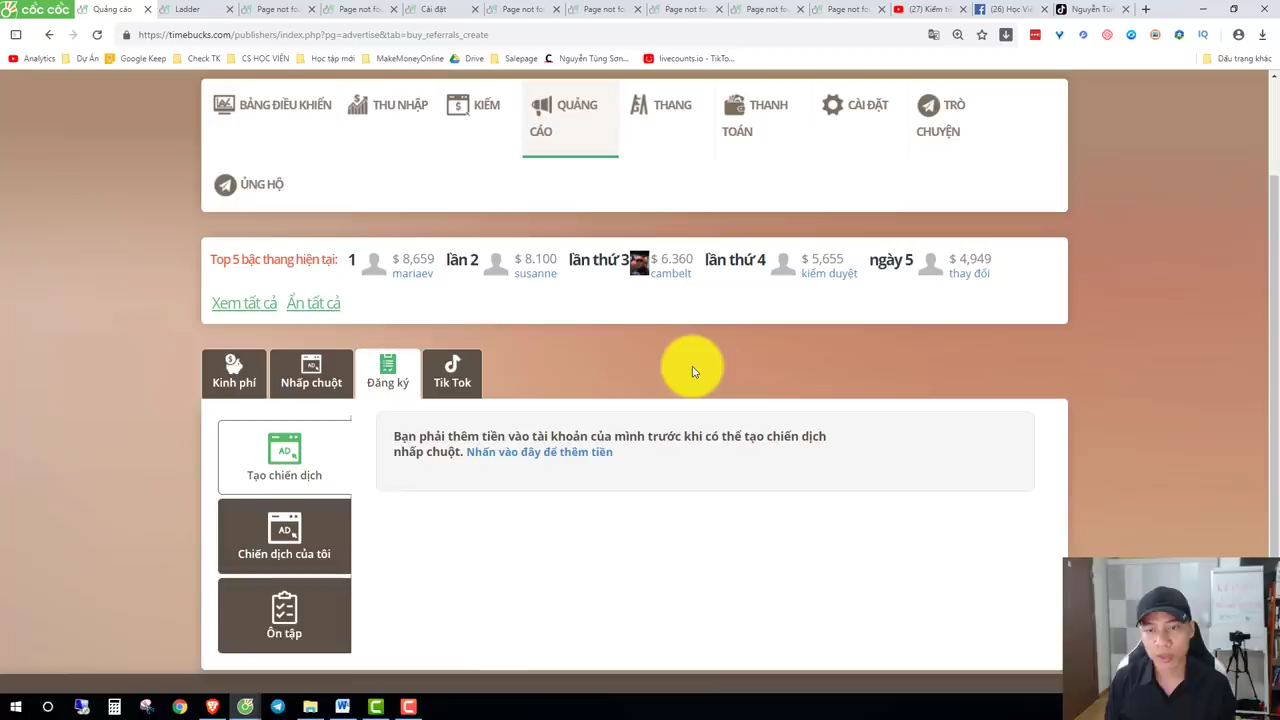 cốc cốc
Quảng cáo
Ladder
Page not fo
Page not fo
Cài đặt
Page not fo
Page not fo
Page not fo
Page not fo
(27) Kiếm ti
(26) Học Vi
Nguyễn Tùng
https://timebucks.com/publishers/index.php?pg=advertise&tab=buy_referrals_create
Analytics
Dự Án
Google Keep
Check TK
CS HỌC VIÊN
Học tập mới
MakeMoneyOnline
Drive
Salepage
Nguyễn Tùng Sơn...
livecounts.io - TikTo...
Dấu trang khác
BẢNG ĐIỀU KHIỂN
THU NHẬP
KIẾM
QUẢNG
CÁO
THANG
THANH
TOÁN
CÀI ĐẶT
TRÒ
CHUYỆN
ỦNG HỘ
Top 5 bậc thang hiện tại:
1
$ 8,659
mariaev
lần 2
$ 8.100
susanne
lần thứ 3
$ 6.360
cambelt
lần thứ 4
$ 5,655
kiểm duyệt
ngày 5
$ 4,949
thay đổi
Xem tất cả
Ẩn tất cả
Kinh phí
Nhấp chuột
Đăng ký
Tik Tok
Bạn phải thêm tiền vào tài khoản của mình trước khi có thể tạo chiến dịch
nhấp chuột. Nhấn vào đây để thêm tiền
AD
Tạo chiến dịch
AD
Chiến dịch của tôi
Ôn tập